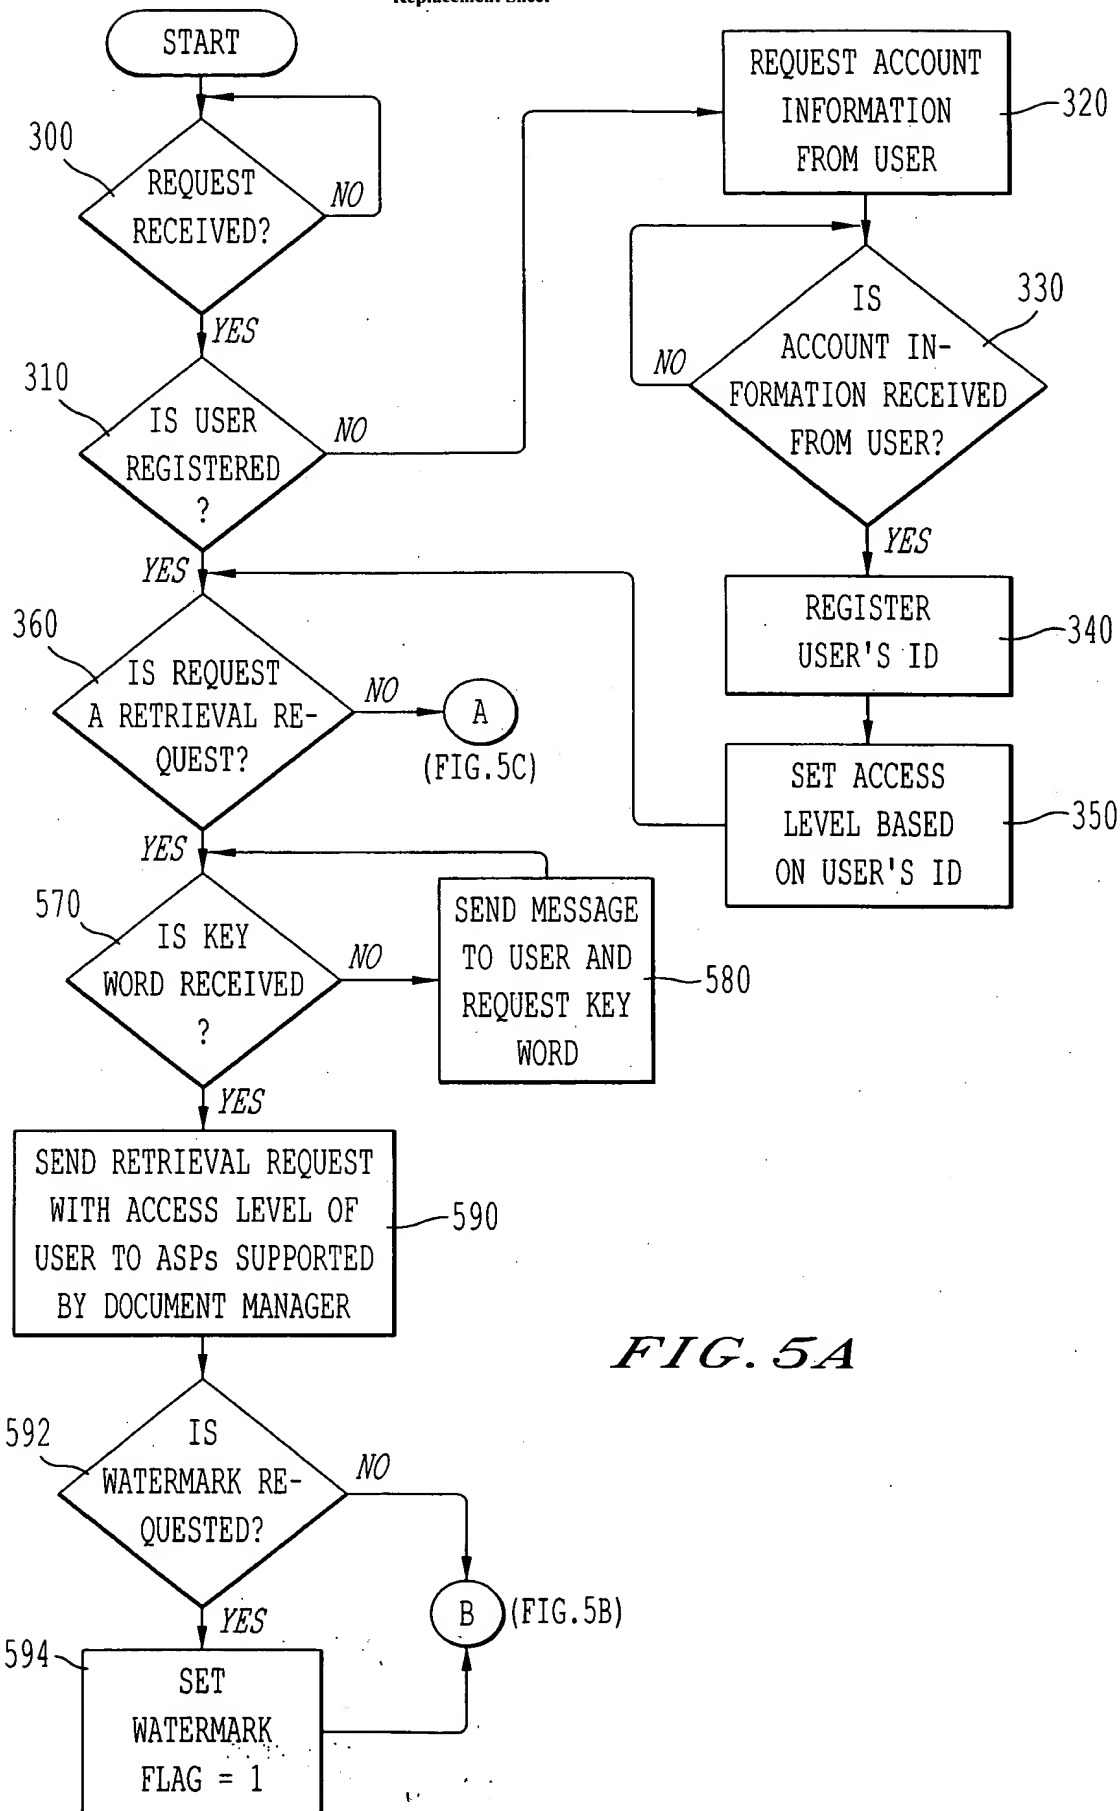 Replacement Sheet
START
300
REQUEST
RECEIVED?
NO
YES
310
IS USER
REGISTERED
?
NO
YES
REQUEST ACCOUNT
INFORMATION
FROM USER
320
IS
ACCOUNT IN-
FORMATION RECEIVED
FROM USER?
330
NO
YES
REGISTER
USER'S ID
340
SET ACCESS
LEVEL BASED
ON USER'S ID
350
360
IS REQUEST
A RETRIEVAL RE-
QUEST?
NO
A
(FIG.5C)
YES
570
IS KEY
WORD RECEIVED
?
NO
SEND MESSAGE
TO USER AND
REQUEST KEY
WORD
580
YES
SEND RETRIEVAL REQUEST
WITH ACCESS LEVEL OF
USER TO ASPs SUPPORTED
BY DOCUMENT MANAGER
590
592
IS
WATERMARK RE-
QUESTED?
NO
B
(FIG.5B)
YES
594
SET
WATERMARK
FLAG = 1
FIG. 5A